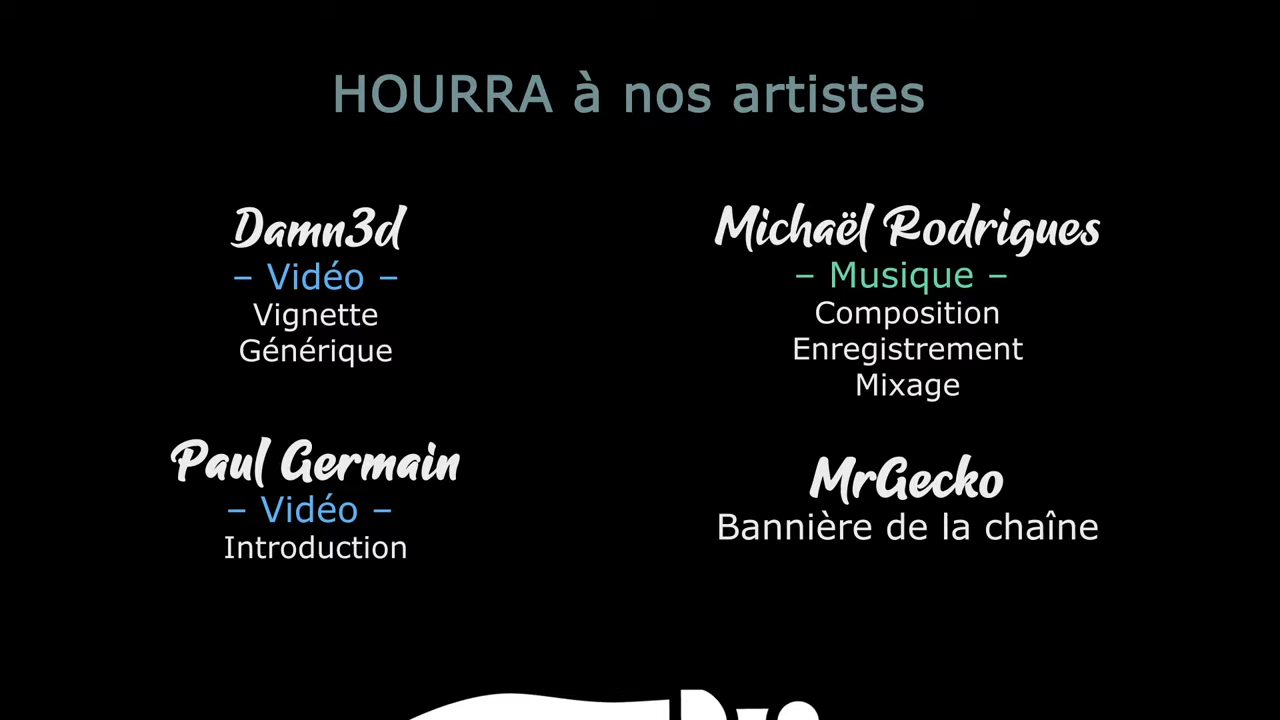 HOURRA à nos artistes
Damn3d
– Vidéo –
Vignette
Générique
Michaël Rodrigues
– Musique –
Composition
Enregistrement
Mixage
Paul Germain
– Vidéo –
Introduction
MrGecko
Bannière de la chaîne